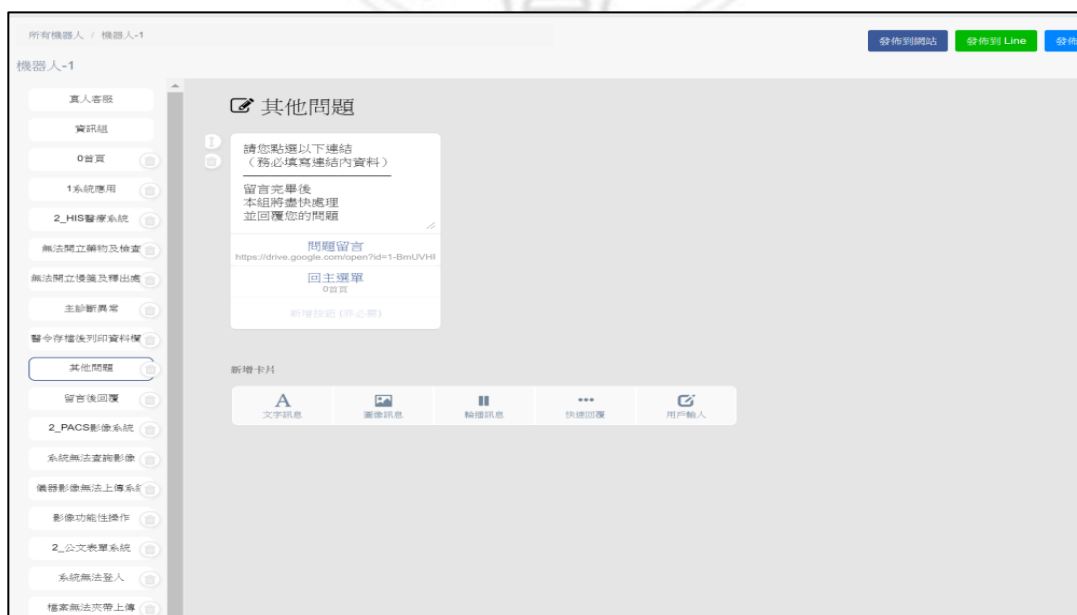 所有機器人 / 機器人-1
發佈到網站
發佈到 Line
發佈
機器人-1
真人客服
資訊組
0首頁
1系統應用
2_HIS醫療系統
無法開立藥物及檢查
無法開立慢箋及釋出處
主診斷異常
醫令存檔後列印資料欄
其他問題
留言後回覆
2_PACS影像系統
系統無法查詢影像
儀器影像無法上傳系統
影像功能性操作
2_公文表單系統
系統無法登入
檔案無法夾帶上傳
其他問題
請您點選以下連結
（務必填寫連結內資料）
留言完畢後
本組將盡快處理
並回覆您的問題
問題留言
https://drive.google.com/open?id=1-BmUVHI
回主選單
0首頁
新增按鈕 (非必需)
新增卡片
文字訊息
圖像訊息
輪播訊息
快速回覆
用戶輸入